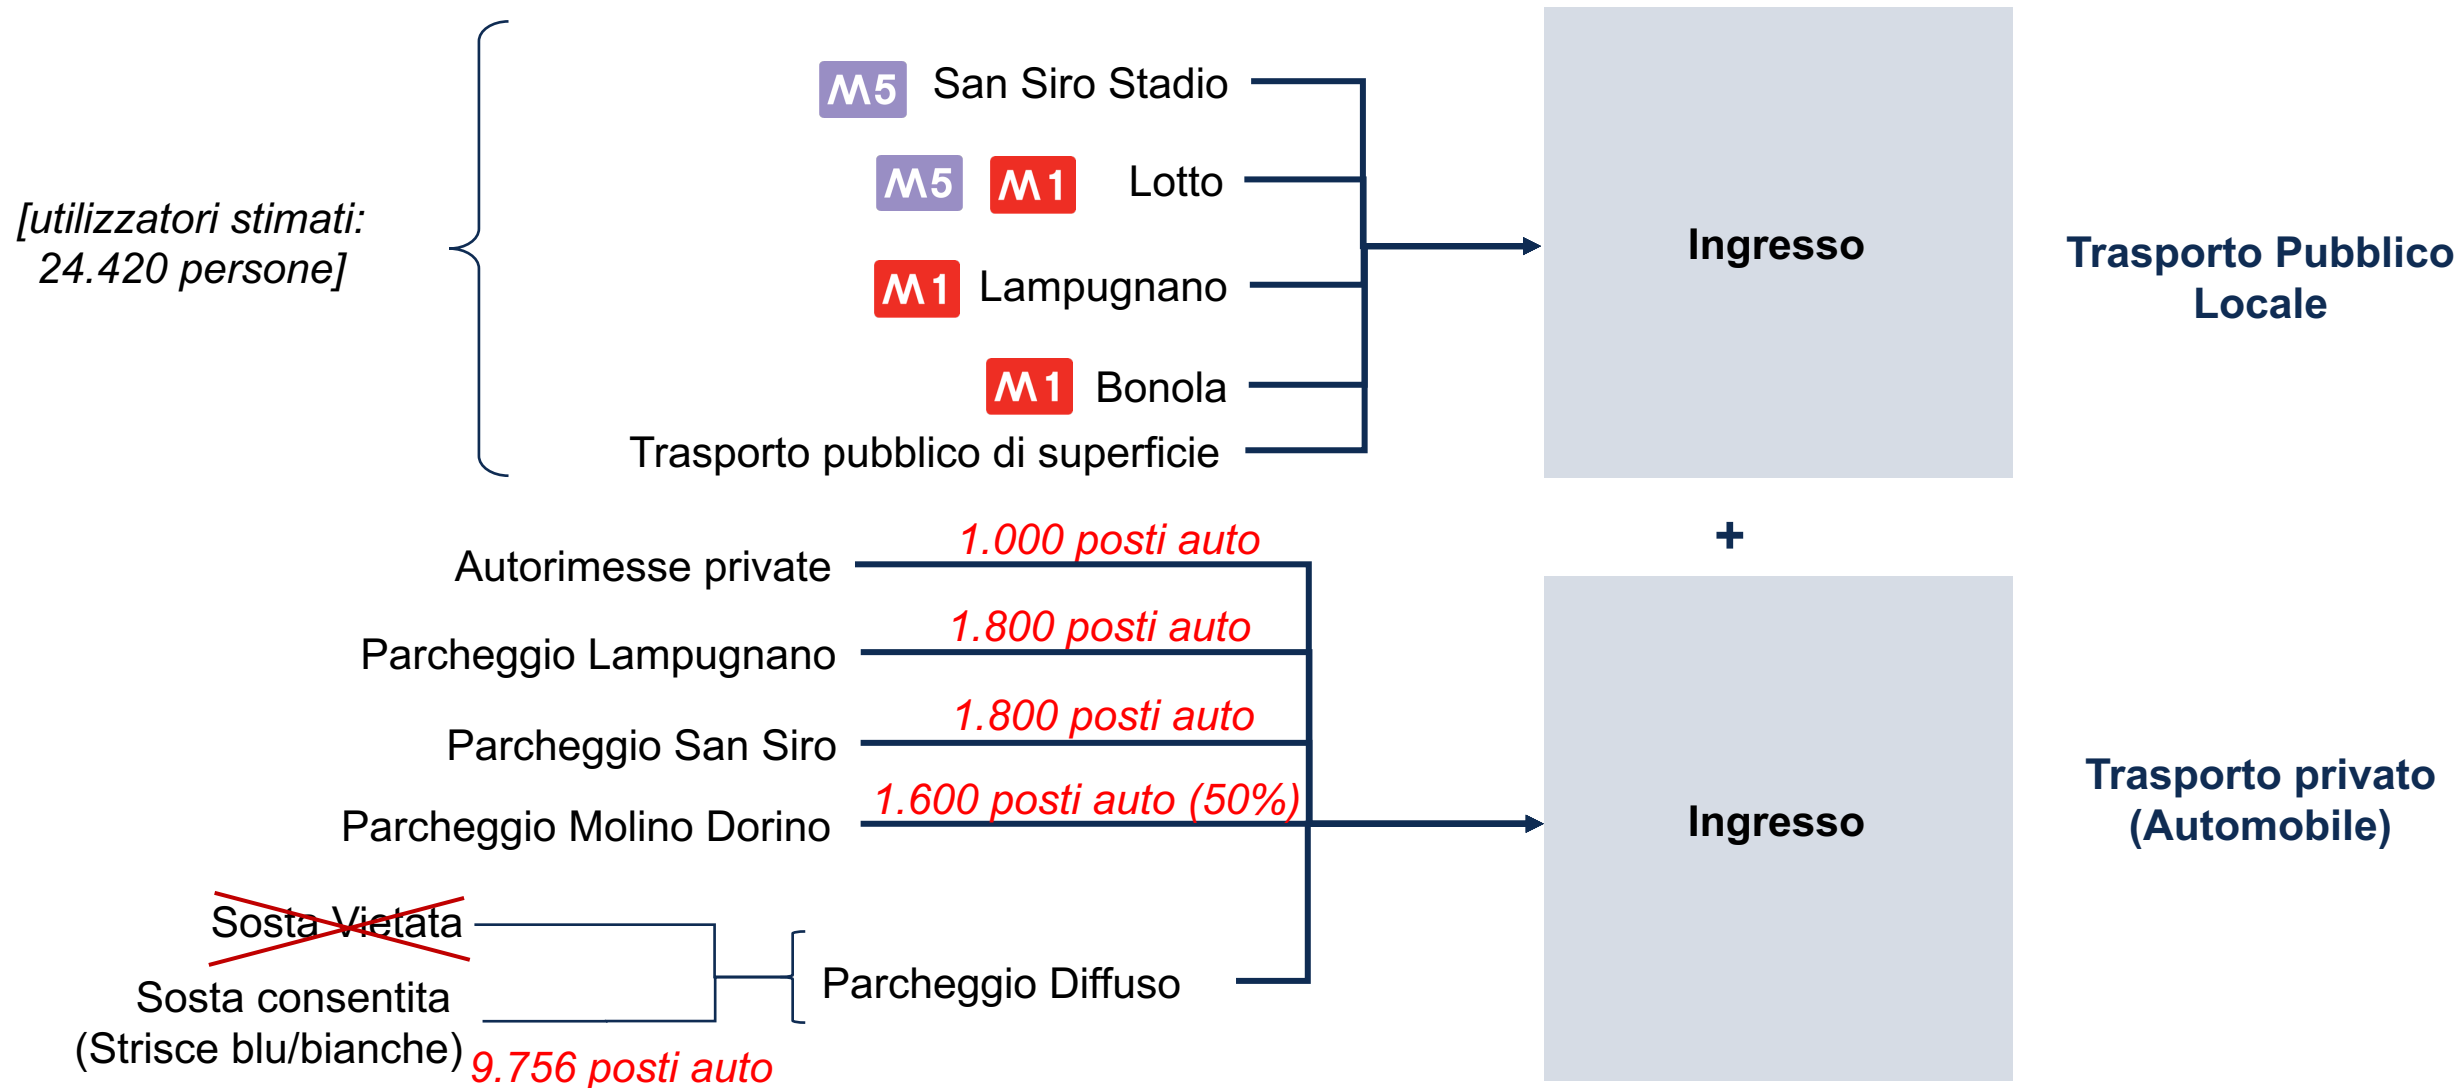 M5 San Siro Stadio
M5 M1 Lotto
[utilizzatori stimati:
24.420 persone]
M1 Lampugnano
M1 Bonola
Trasporto pubblico di superficie
Ingresso
Trasporto Pubblico
Locale
+
Autorimesse private
1.000 posti auto
Parcheggio Lampugnano
1.800 posti auto
Parcheggio San Siro
1.800 posti auto
Parcheggio Molino Dorino
1.600 posti auto (50%)
Sosta Vietata
Sosta consentita
(Strisce blu/bianche)
9.756 posti auto
Parcheggio Diffuso
Ingresso
Trasporto privato
(Automobile)